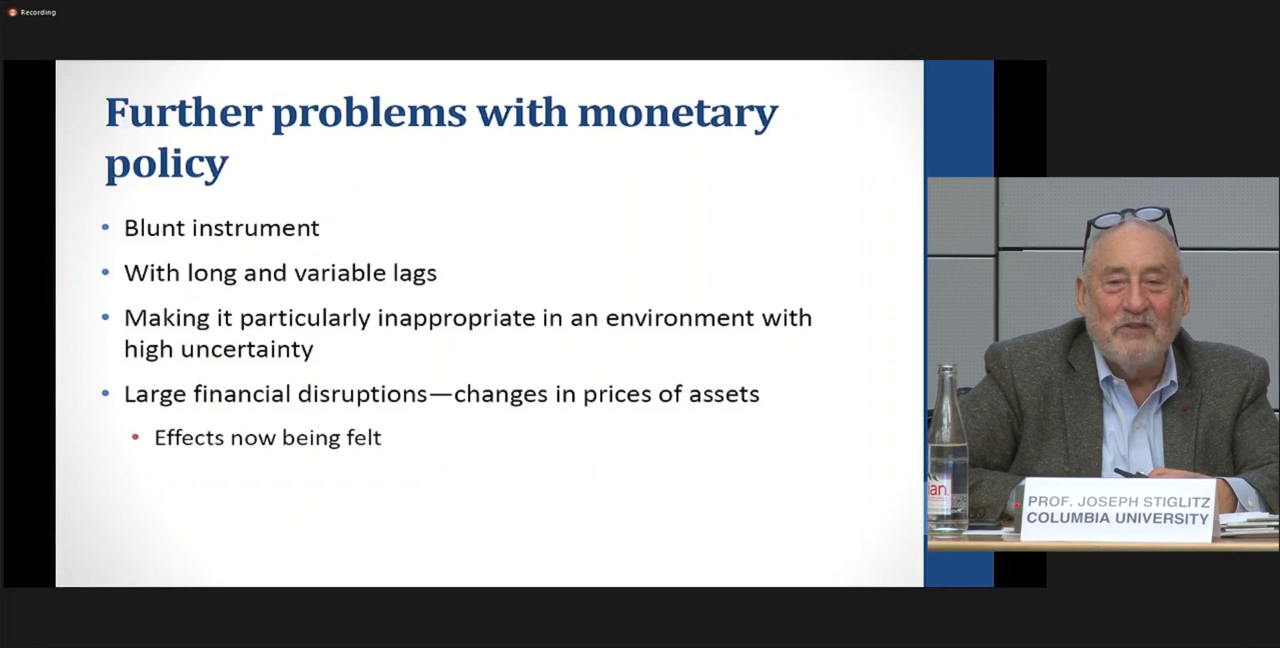 Recording
Further problems with monetary
policy
• Blunt instrument
• With long and variable lags
• Making it particularly inappropriate in an environment with
high uncertainty
• Large financial disruptions—changes in prices of assets
• Effects now being felt
ian
PROF. JOSEPH STIGLITZ
COLUMBIA UNIVERSITY